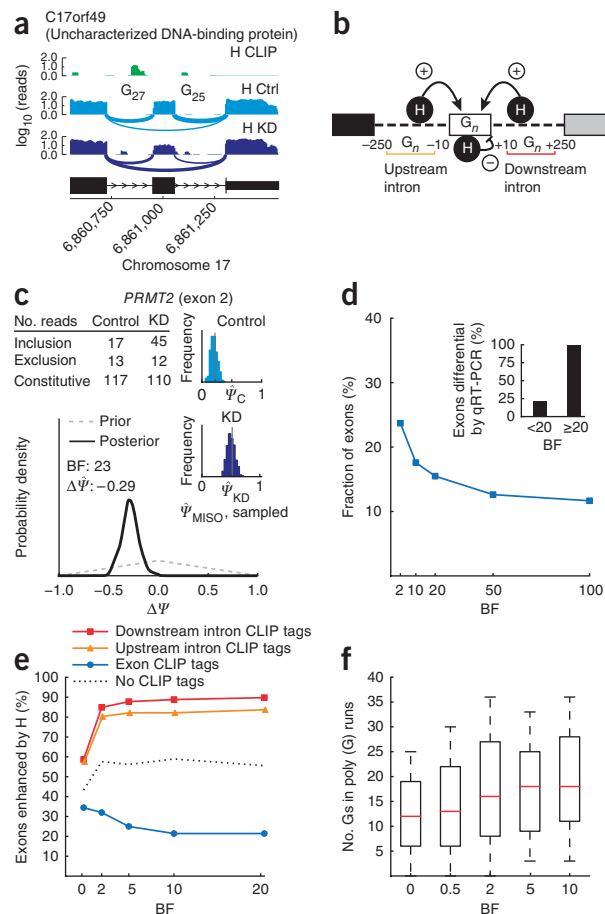 a
C17orf49
(Uncharacterized DNA-binding protein)
H CLIP
2.0
1.0
0
G27
G25
H Ctrl
2.0
1.0
0
H KD
2.0
1.0
0
log10 (reads)
6,860,750
6,861,000
6,861,250
Chromosome 17
b
+
+
H
Gn
H
H
−
−250 Gn −10
+10 Gn +250
Upstream
intron
Downstream
intron
c
PRMT2 (exon 2)
No. reads Control KD
Inclusion 17 45
Exclusion 13 12
Constitutive 117 110
Control
Frequency
0 Ψ̂C 1
KD
Frequency
0 Ψ̂KD 1
Ψ̂MISO, sampled
Prior
Posterior
BF: 23
ΔΨ̂: −0.29
Probability density
−1.0 −0.5 0.0 0.5 1.0
ΔΨ
d
40
30
20
10
Fraction of exons (%)
2 10 20 50 100
BF
Exons differential
by qRT-PCR (%)
100
75
50
25
0
<20 ≥20
BF
e
Downstream intron CLIP tags
Upstream intron CLIP tags
Exon CLIP tags
No CLIP tags
Exons enhanced by H (%)
100
90
80
70
60
50
40
30
20
10
0 2 5 10 20
BF
f
No. Gs in poly (G) runs
40
35
30
25
20
15
10
5
0 0.5 2 5 10
BF